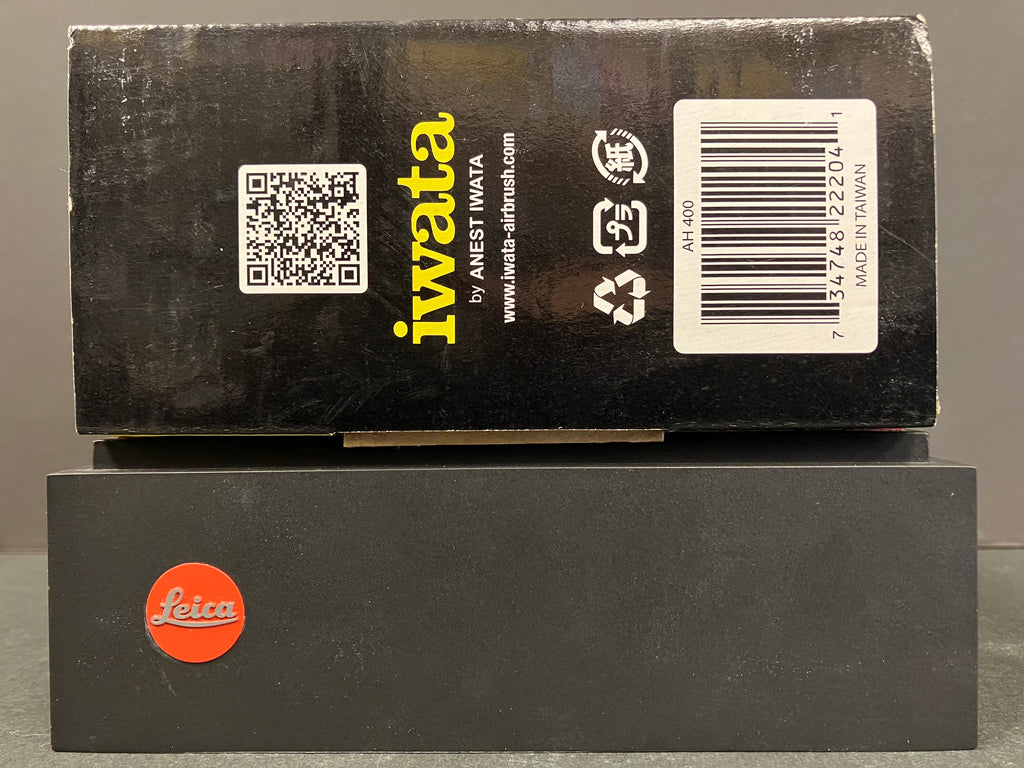 iwata
by ANEST IWATA
www.iwata-airbrush.com
プラ
紙
AH 400
7 34748 22204 1
MADE IN TAIWAN
Leica